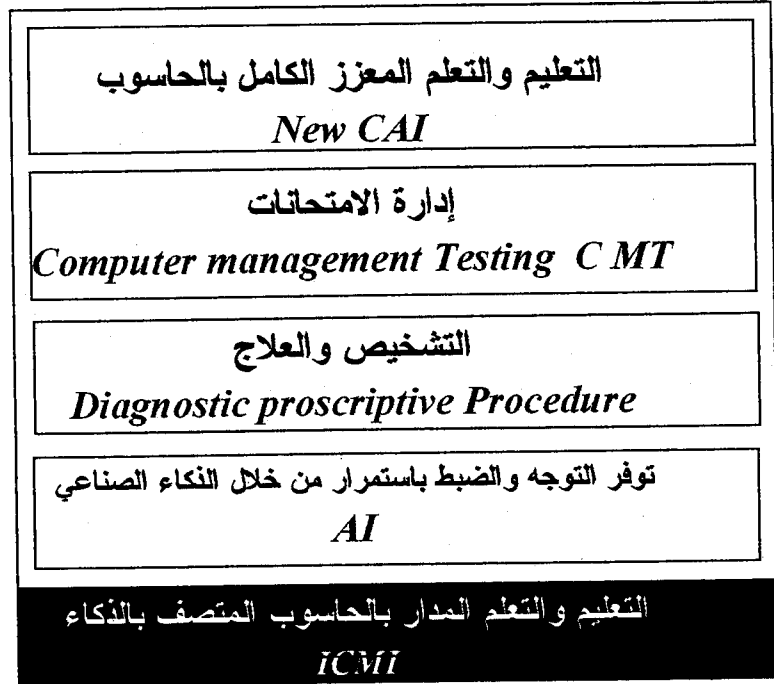 التعليم والتعلم المعزز الكامل بالحاسوب
New CAI
إدارة الامتحانات
Computer management Testing C MT
التشخيص والعلاج
Diagnostic proscriptive Procedure
توفر التوجه والضبط باستمرار من خلال الذكاء الصناعي
AI
التعليم والتعلم المدار بالحاسوب المتصف بالذكاء
ICMI